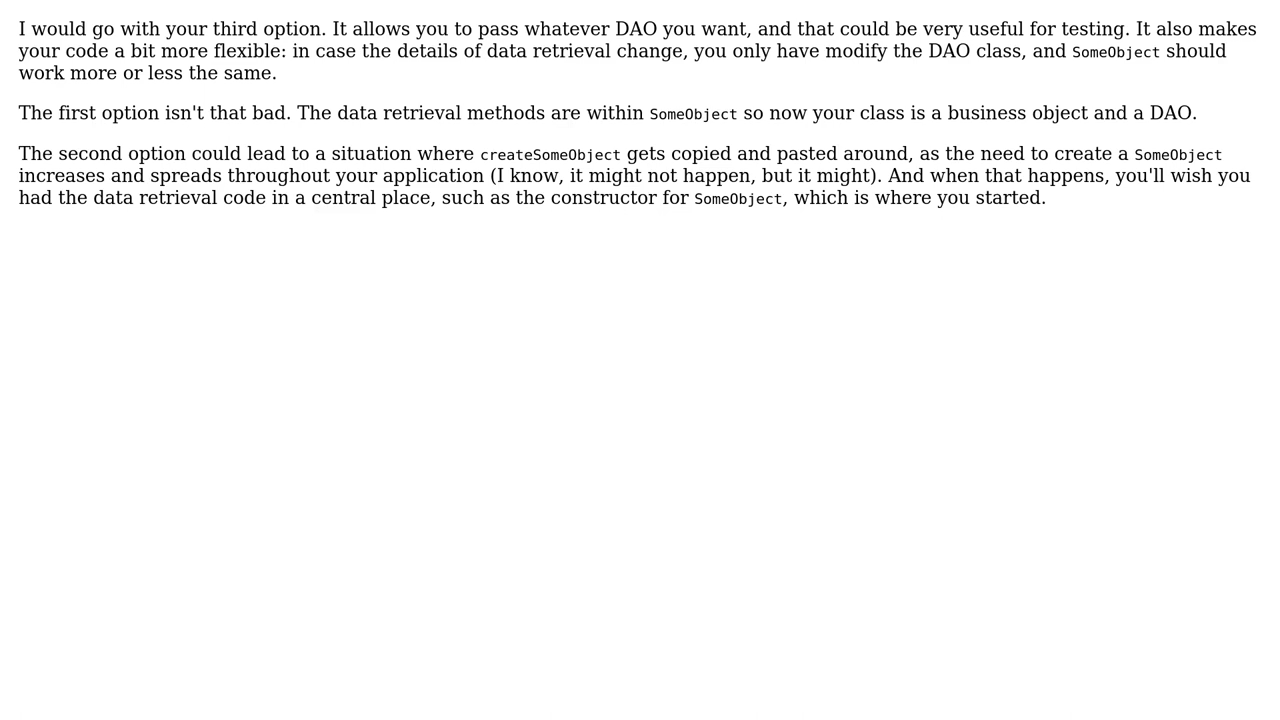 I would go with your third option. It allows you to pass whatever DAO you want, and that could be very useful for testing. It also makes
your code a bit more flexible: in case the details of data retrieval change, you only have modify the DAO class, and SomeObject should
work more or less the same.
The first option isn't that bad. The data retrieval methods are within SomeObject so now your class is a business object and a DAO.
The second option could lead to a situation where createSomeObject gets copied and pasted around, as the need to create a SomeObject
increases and spreads throughout your application (I know, it might not happen, but it might). And when that happens, you'll wish you
had the data retrieval code in a central place, such as the constructor for SomeObject, which is where you started.